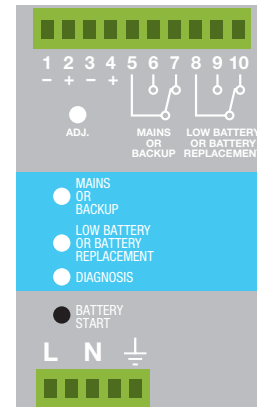 1 2 3 4 5 6 7 8 9 10
− + − +
ADJ.
MAINS
OR
BACKUP
LOW BATTERY
OR BATTERY
REPLACEMENT
MAINS
OR
BACKUP
LOW BATTERY
OR BATTERY
REPLACEMENT
DIAGNOSIS
BATTERY
START
L N